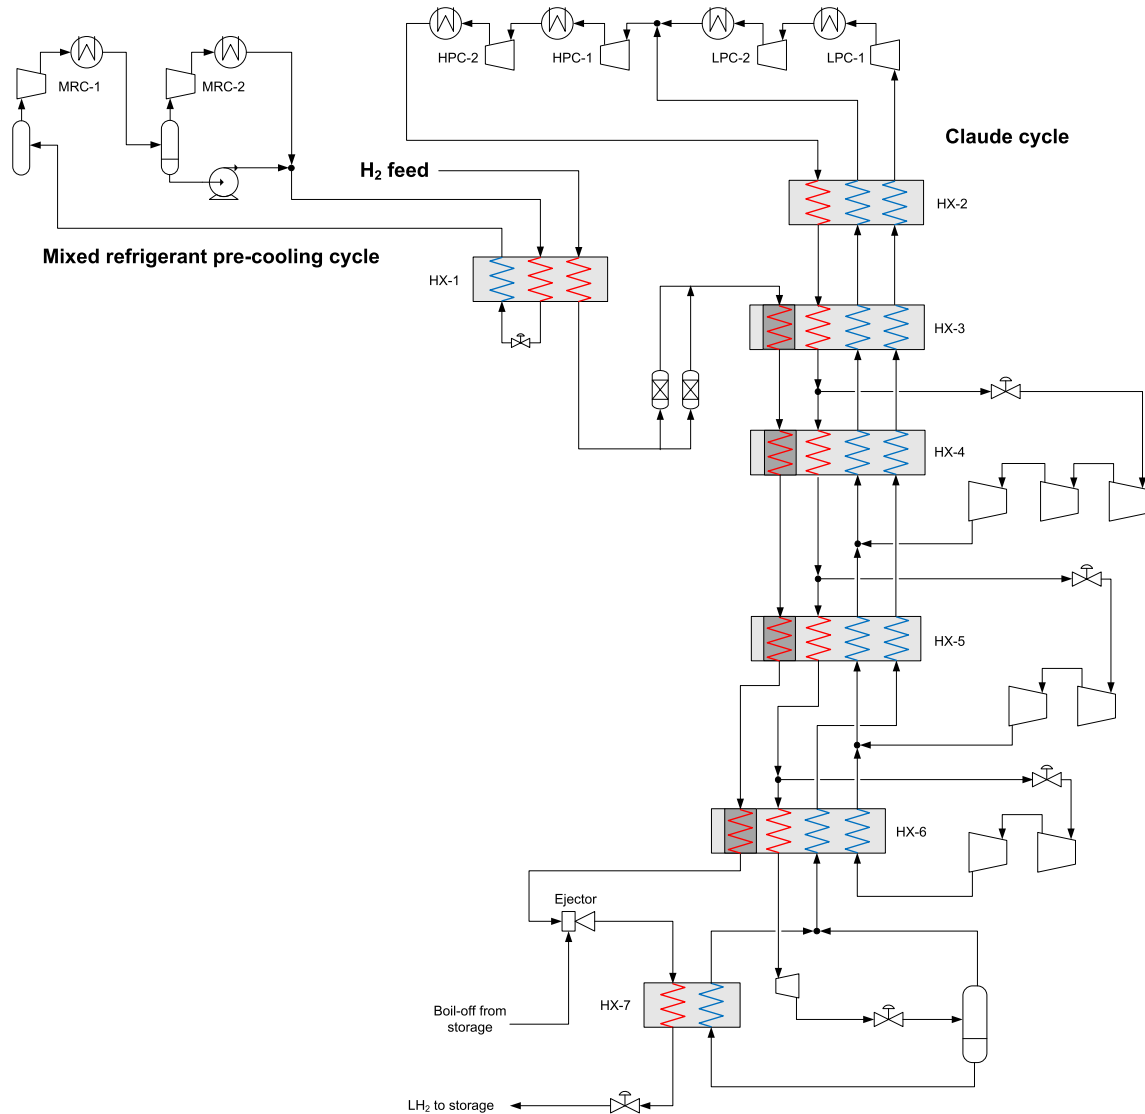 HPC-2
HPC-1
LPC-2
LPC-1
MRC-1
MRC-2
Claude cycle
H₂ feed
HX-2
Mixed refrigerant pre-cooling cycle
HX-1
HX-3
HX-4
HX-5
HX-6
Ejector
HX-7
Boil-off from
storage
LH₂ to storage